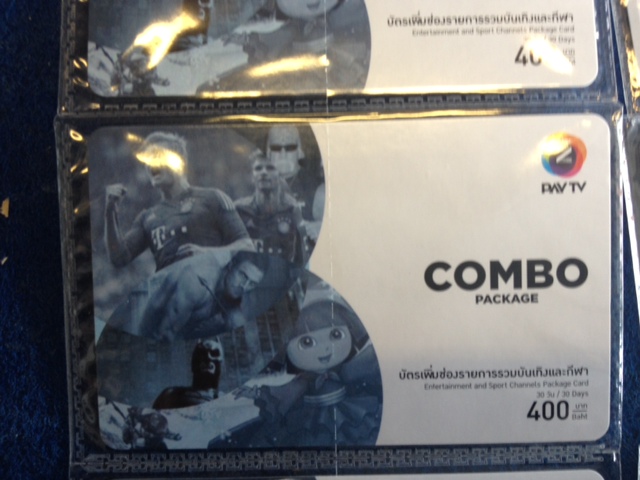 บัตรเพิ่มช่องรายการรวมบันเทิงและกีฬา
Entertainment and Sport Channels Package Card
30 Days
PAY TV
COMBO
PACKAGE
บัตรเพิ่มช่องรายการรวมบันเทิงและกีฬา
Entertainment and Sport Channels Package Card
30 วัน / 30 Days
400 บาท
Baht